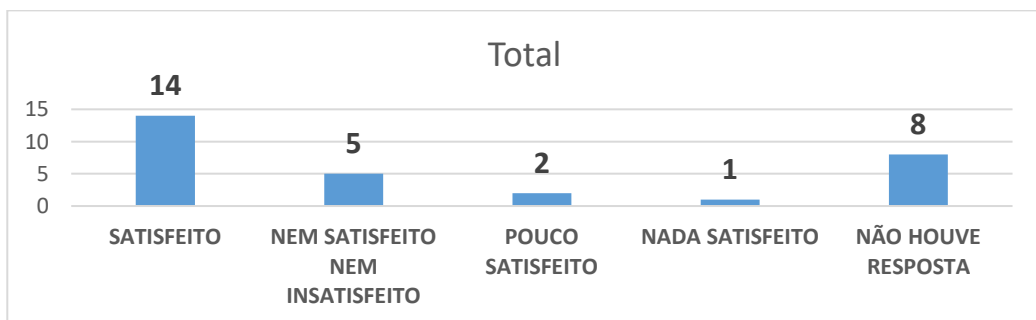 Total
14
5
2
1
8
15
10
5
0
SATISFEITO
NEM SATISFEITO
NEM
INSATISFEITO
POUCO
SATISFEITO
NADA SATISFEITO
NÃO HOUVE
RESPOSTA